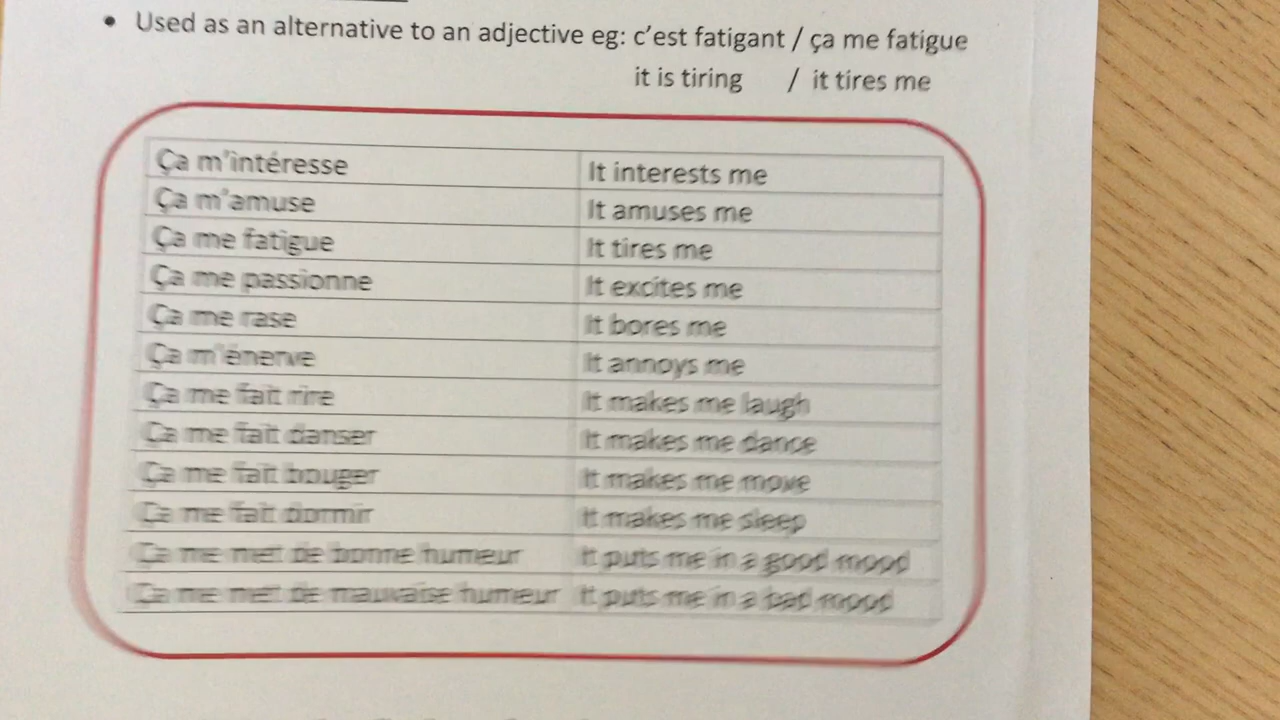 • Used as an alternative to an adjective eg: c'est fatigant / ça me fatigue
it is tiring / it tires me
Ça m'intéresse It interests me
Ça m'amuse It amuses me
Ça me fatigue It tires me
Ça me passionne It excites me
Ça me rase It bores me
Ça m'énerve It annoys me
Ça me fait rire It makes me laugh
Ça me fait danser It makes me dance
Ça me fait bouger It makes me move
Ça me fait dormir It makes me sleep
Ça me met de bonne humeur It puts me in a good mood
Ça me met de mauvaise humeur It puts me in a bad mood